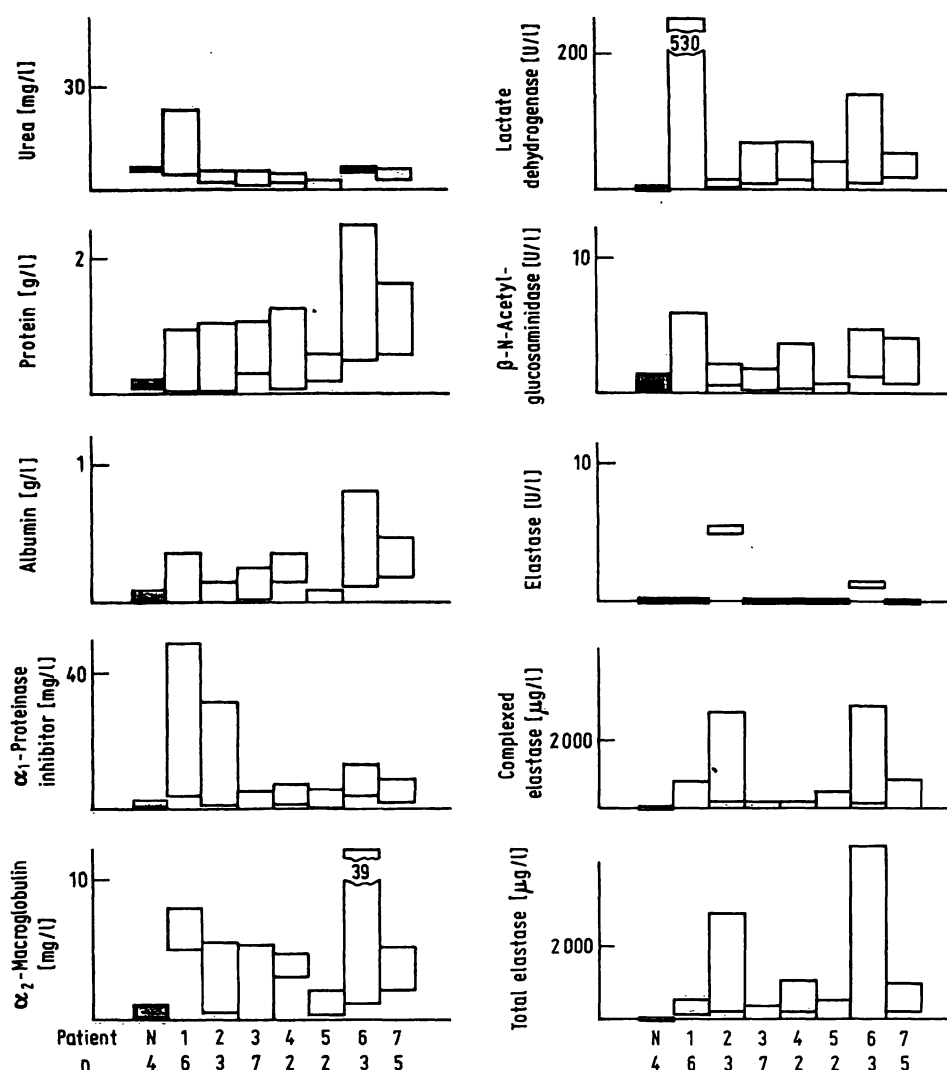 Urea [mg/l]
30
Protein [g/l]
2
Albumin [g/l]
1
α₁-Proteinase
inhibitor [mg/l]
40
α₂-Macroglobulin
[mg/l]
10
39
Patient N 1 2 3 4 5 6 7
n 4 6 3 7 2 2 3 5
Lactate
dehydrogenase [U/l]
200
530
β-N-Acetyl-
glucosaminidase [U/l]
10
Elastase [U/l]
10
Complexed
elastase [µg/l]
2000
Total elastase [µg/l]
2000
N 1 2 3 4 5 6 7
4 6 3 7 2 2 3 5